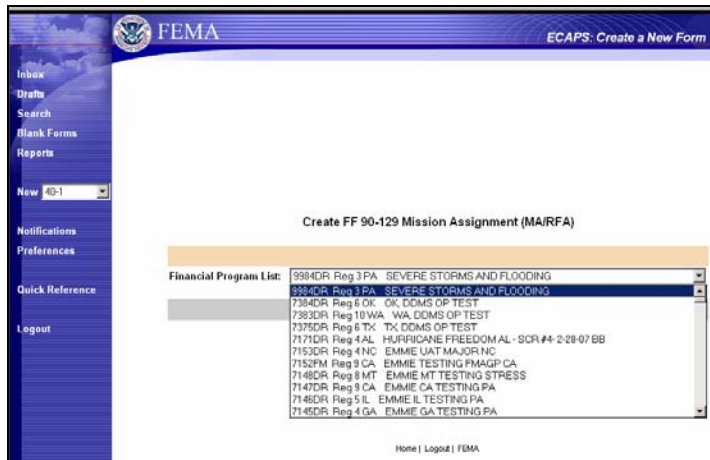 FEMA
ECAPS: Create a New Form
Inbox
Drafts
Search
Blank Forms
Reports
New 40-1
Notifications
Preferences
Quick Reference
Logout
Create FF 90-129 Mission Assignment (MA/RFA)
Financial Program List: 9984DR Reg 3 PA SEVERE STORMS AND FLOODING
9984DR Reg 3 PA SEVERE STORMS AND FLOODING
7384DR Reg 6 OK OK, DDMS OP TEST
7383DR Reg 10 WA WA, DDMS OP TEST
7375DR Reg 6 TX TX, DDMS OP TEST
7171DR Reg 4 AL HURRICANE FREEDOM AL - SCR #4- 2-28-07 BB
7153DR Reg 4 NC EMMIE UAT MAJOR NC
7152FM Reg 9 CA EMMIE TESTING FMAGP CA
7148DR Reg 8 MT EMMIE MT TESTING STRESS
7147DR Reg 9 CA EMMIE CA TESTING PA
7146DR Reg 5 IL EMMIE IL TESTING PA
7145DR Reg 4 GA EMMIE GA TESTING PA
Home | Logout | FEMA